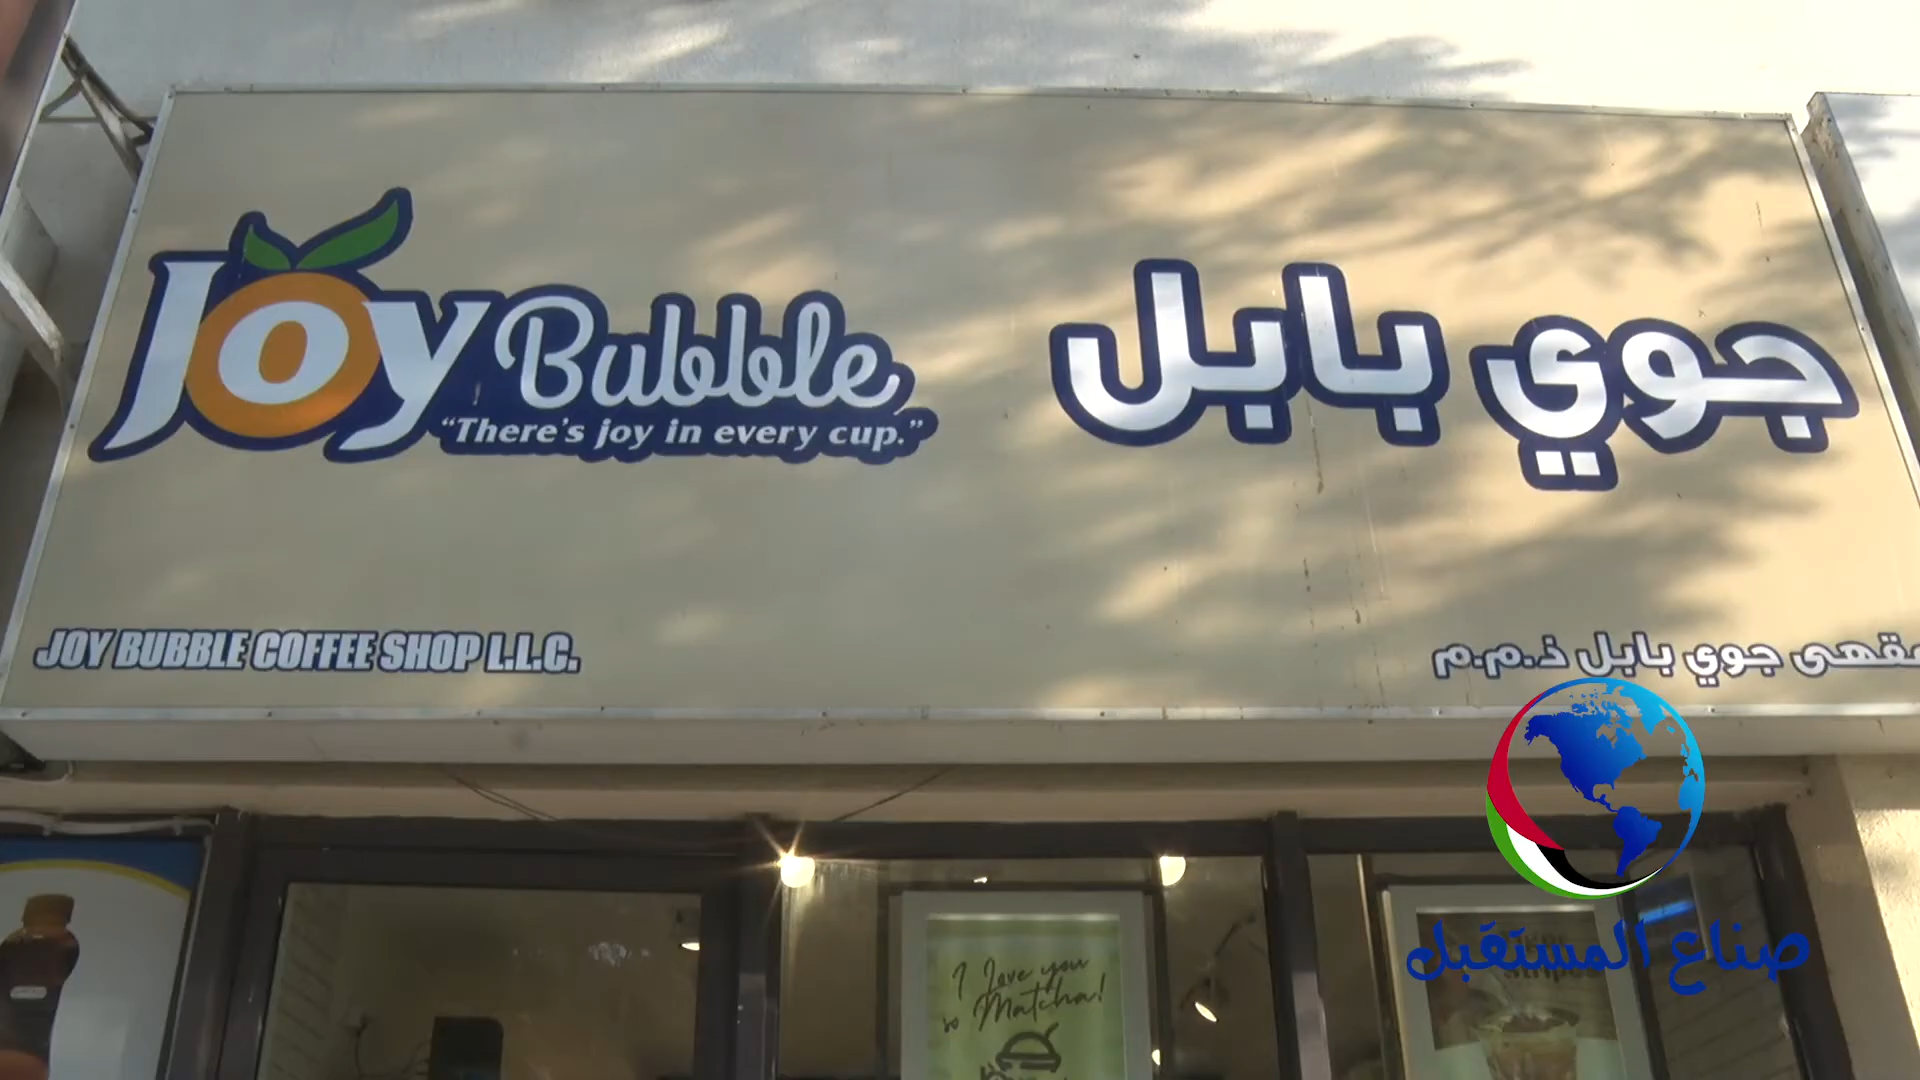 Joy Bubble
"There's joy in every cup."
جوي بابل
JOY BUBBLE COFFEE SHOP L.L.C.
مقهى جوي بابل ذ.م.م
I Love you
so Matcha!
صناع المستقبل